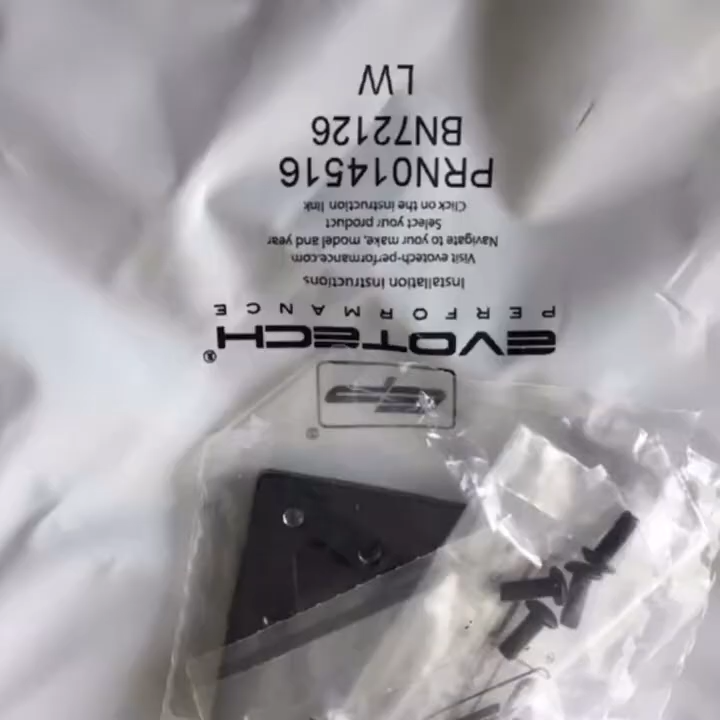 EP
EVOTECH®
PERFORMANCE
Installation Instructions
Visit evotech-performance.com
Navigate to your make, model and year
Select your product
Click on the instruction link
PRN014516
BN72126
LW